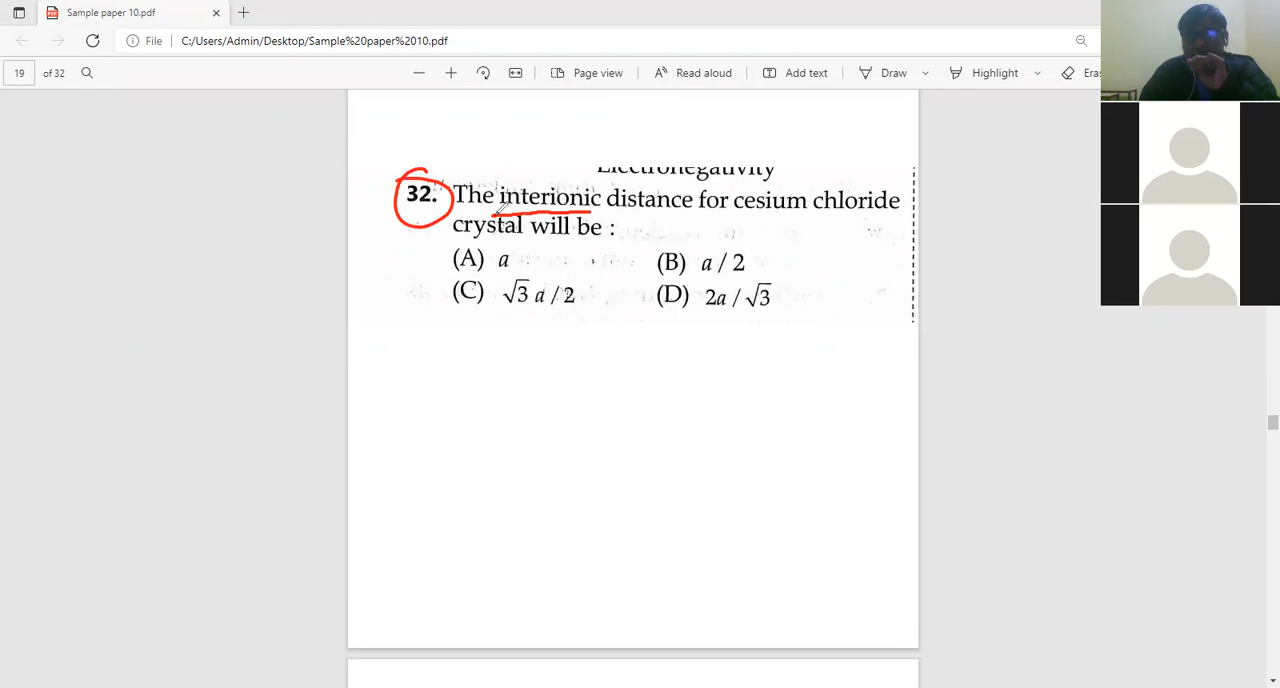 Sample paper 10.pdf
File C:/Users/Admin/Desktop/Sample%20paper%2010.pdf
19 of 32 Page view Read aloud Add text Draw Highlight Eras
Electronegativity
32. The interionic distance for cesium chloride
crystal will be :
(A) a (B) a / 2
(C) √3 a / 2 (D) 2a / √3